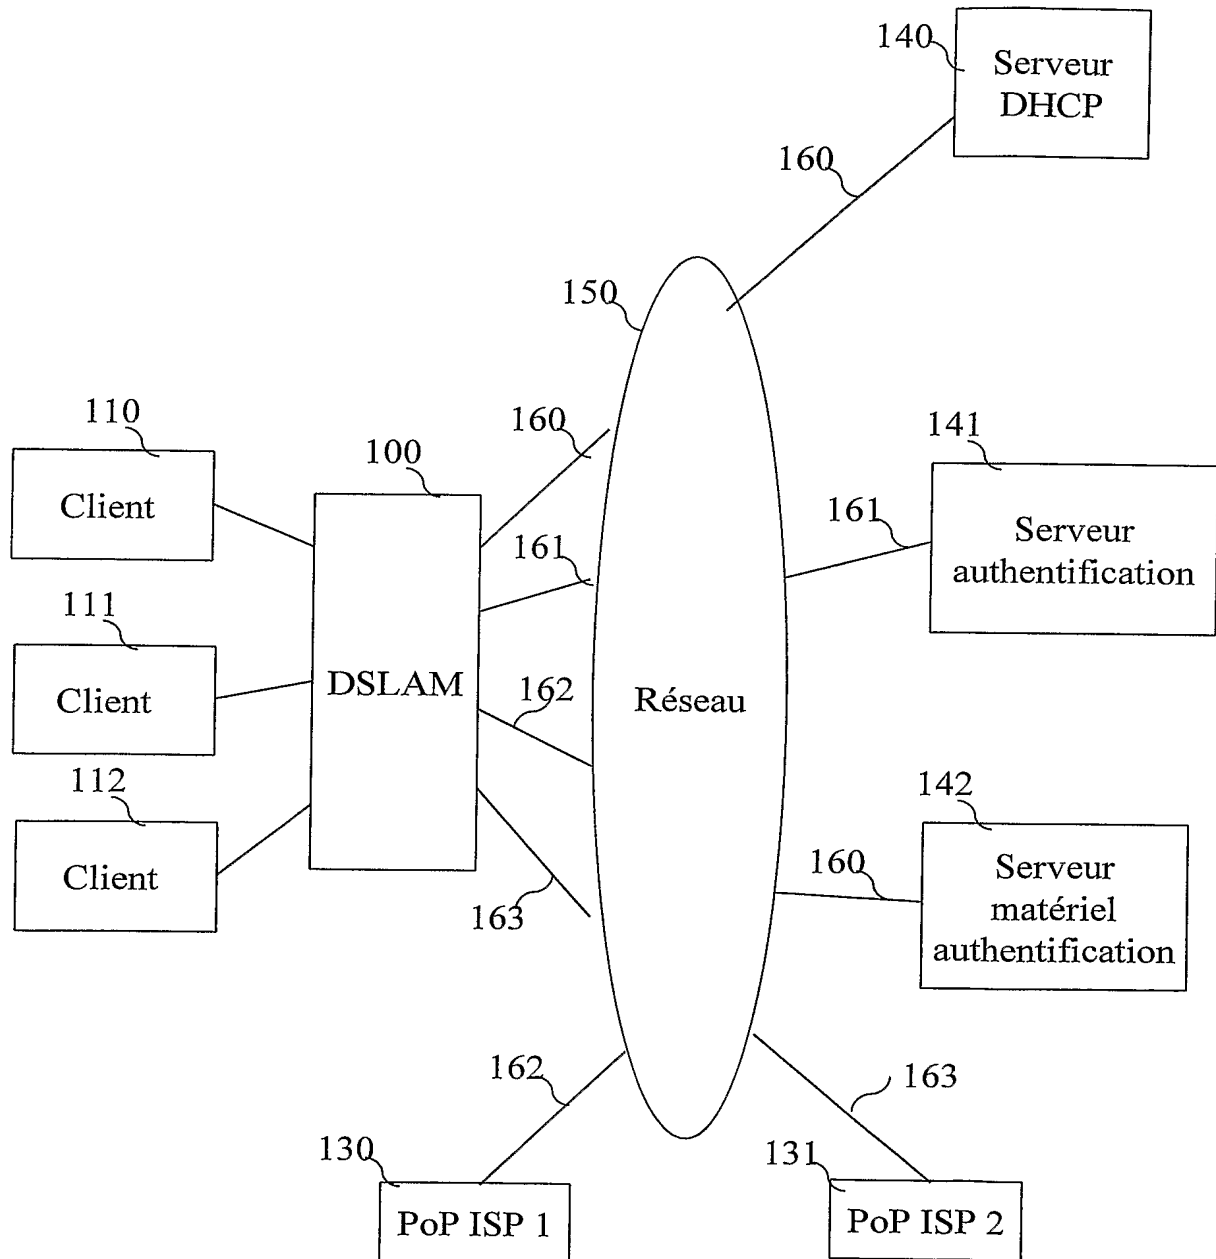 140
Serveur
DHCP
160
150
110
Client
100
160
141
Serveur
authentification
161
161
111
Client
DSLAM
162
Réseau
112
Client
163
142
Serveur
matériel
authentification
160
162
163
130
PoP ISP 1
131
PoP ISP 2